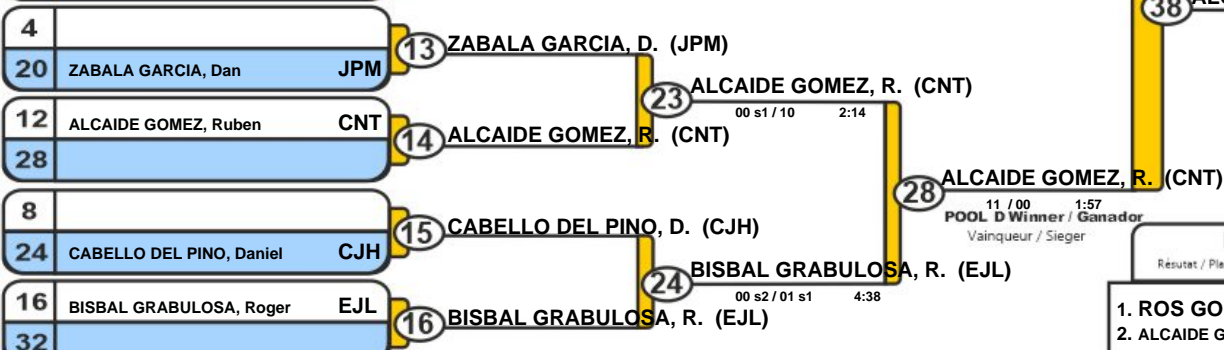 38
4
13 ZABALA GARCIA, D. (JPM)
20 ZABALA GARCIA, Dan JPM
23 ALCAIDE GOMEZ, R. (CNT)
00 s1 / 10 2:14
12 ALCAIDE GOMEZ, Ruben CNT
14 ALCAIDE GOMEZ, R. (CNT)
28
28 ALCAIDE GOMEZ, R. (CNT)
11 / 00 1:57
POOL D Winner / Ganador
Vainqueur / Sieger
8
15 CABELLO DEL PINO, D. (CJH)
24 CABELLO DEL PINO, Daniel CJH
24 BISBAL GRABULOSA, R. (EJL)
00 s2 / 01 s1 4:38
Résutat / Pla
16 BISBAL GRABULOSA, Roger EJL
16 BISBAL GRABULOSA, R. (EJL)
32
1. ROS GO
2. ALCAIDE G